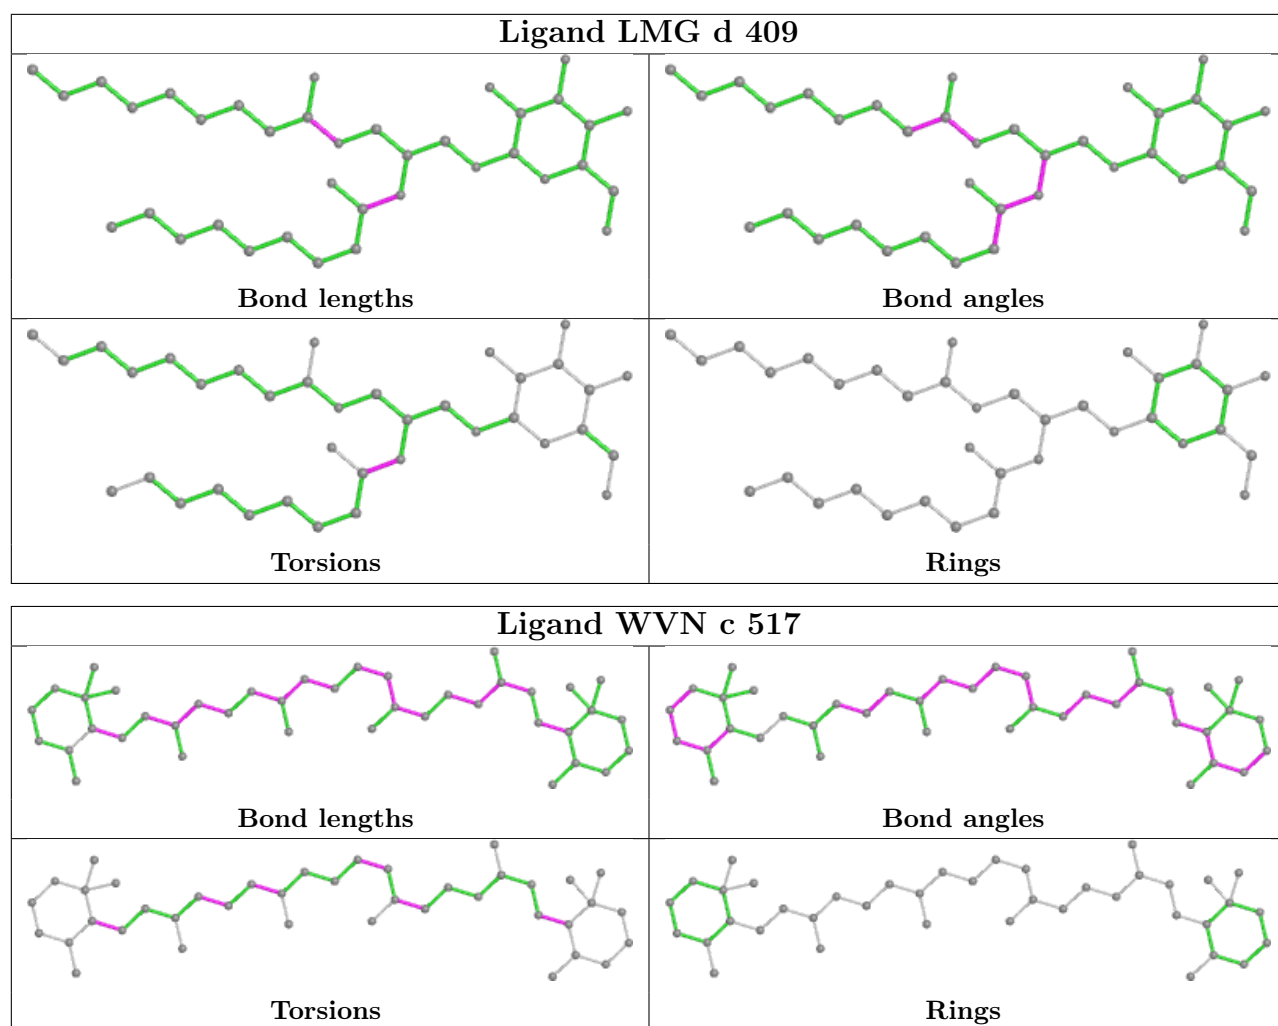 Ligand LMG d 409
Bond lengths
Bond angles
Torsions
Rings
Ligand WVN c 517
Bond lengths
Bond angles
Torsions
Rings